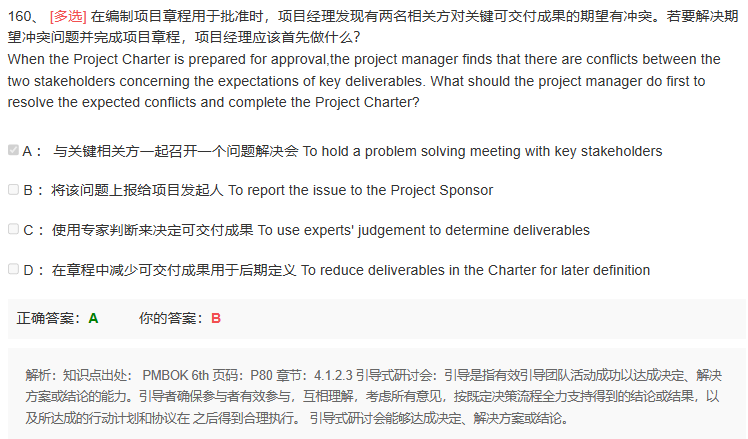 160、 [多选] 在编制项目章程用于批准时，项目经理发现有两名相关方对关键可交付成果的期望有冲突。若要解决期
望冲突问题并完成项目章程，项目经理应该首先做什么？
When the Project Charter is prepared for approval,the project manager finds that there are conflicts between the
two stakeholders concerning the expectations of key deliverables. What should the project manager do first to
resolve the expected conflicts and complete the Project Charter?
A： 与关键相关方一起召开一个问题解决会 To hold a problem solving meeting with key stakeholders
B： 将该问题上报给项目发起人 To report the issue to the Project Sponsor
C： 使用专家判断来决定可交付成果 To use experts' judgement to determine deliverables
D： 在章程中减少可交付成果用于后期定义 To reduce deliverables in the Charter for later definition
正确答案：A 你的答案：B
解析：知识点出处： PMBOK 6th 页码：P80 章节：4.1.2.3 引导式研讨会：引导是指有效引导团队活动成功以达成决定、解决
方案或结论的能力。引导者确保参与者有效参与，互相理解，考虑所有意见，按既定决策流程全力支持得到的结论或结果，以
及所达成的行动计划和协议在 之后得到合理执行。 引导式研讨会能够达成决定、解决方案或结论。